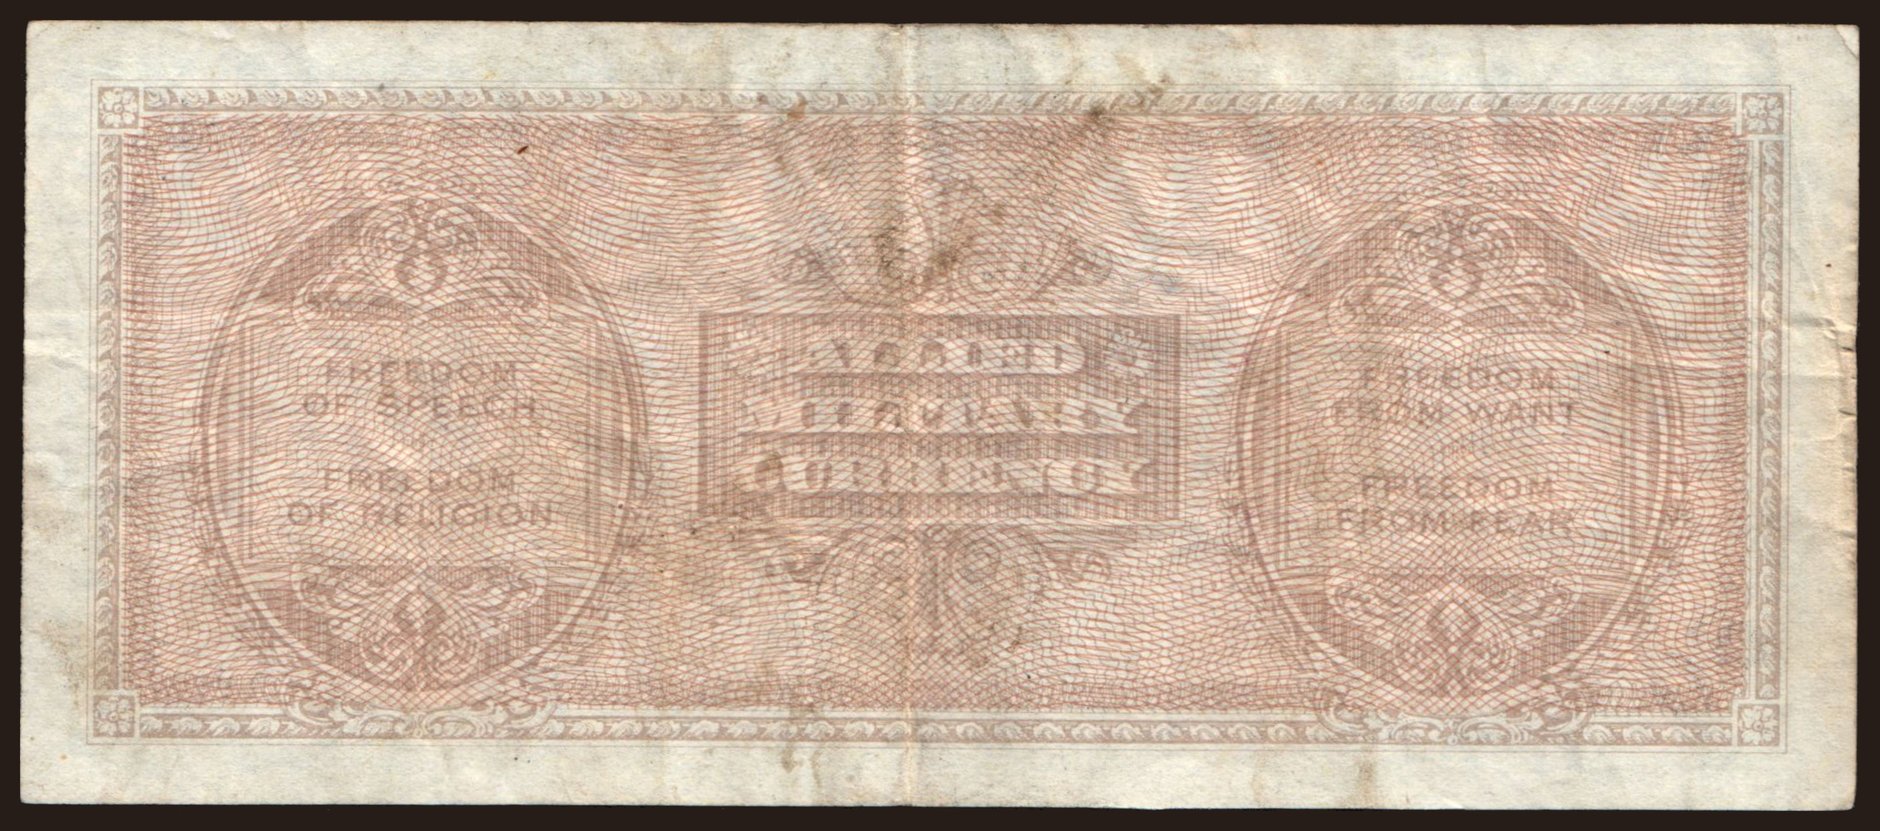 FREEDOM
OF SPEECH
FREEDOM
OF RELIGION
ALLIED
MILITARY
CURRENCY
FREEDOM
FROM WANT
FREEDOM
FROM FEAR